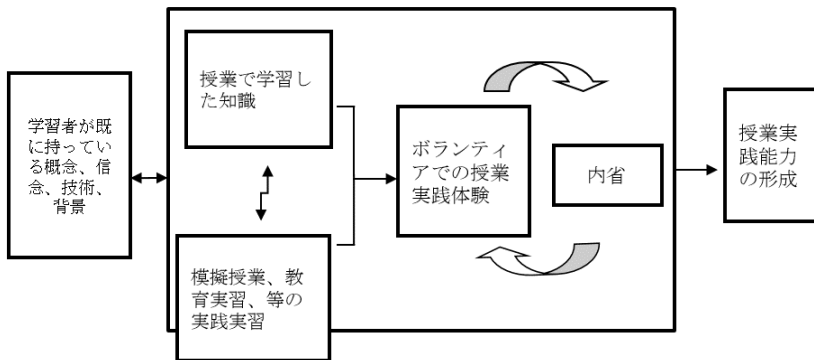 学習者が既
に持ってい
る概念、信
念、技術、
背景
授業で学習し
た知識
模擬授業、教
育実習、等の
実践実習
ボランティ
アでの授業
実践体験
内省
授業実
践能力
の形成